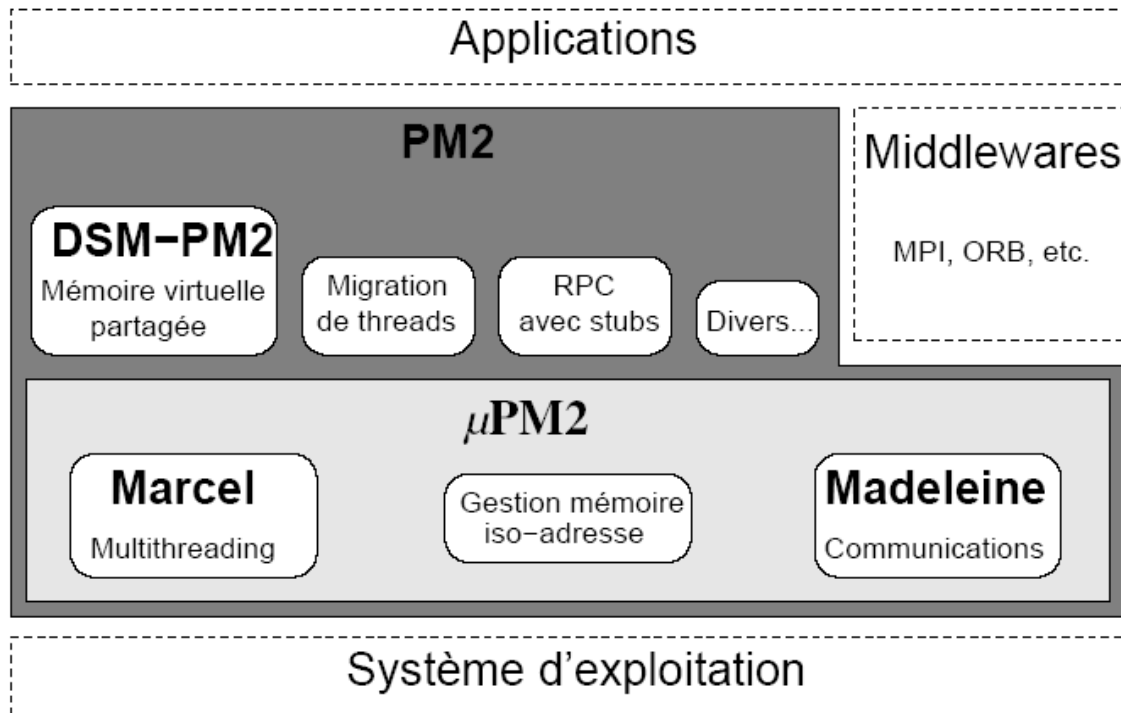 Applications
PM2
Middlewares
MPI, ORB, etc.
DSM−PM2
Mémoire virtuelle
partagée
Migration
de threads
RPC
avec stubs
Divers...
μPM2
Marcel
Multithreading
Gestion mémoire
iso−adresse
Madeleine
Communications
Système d'exploitation